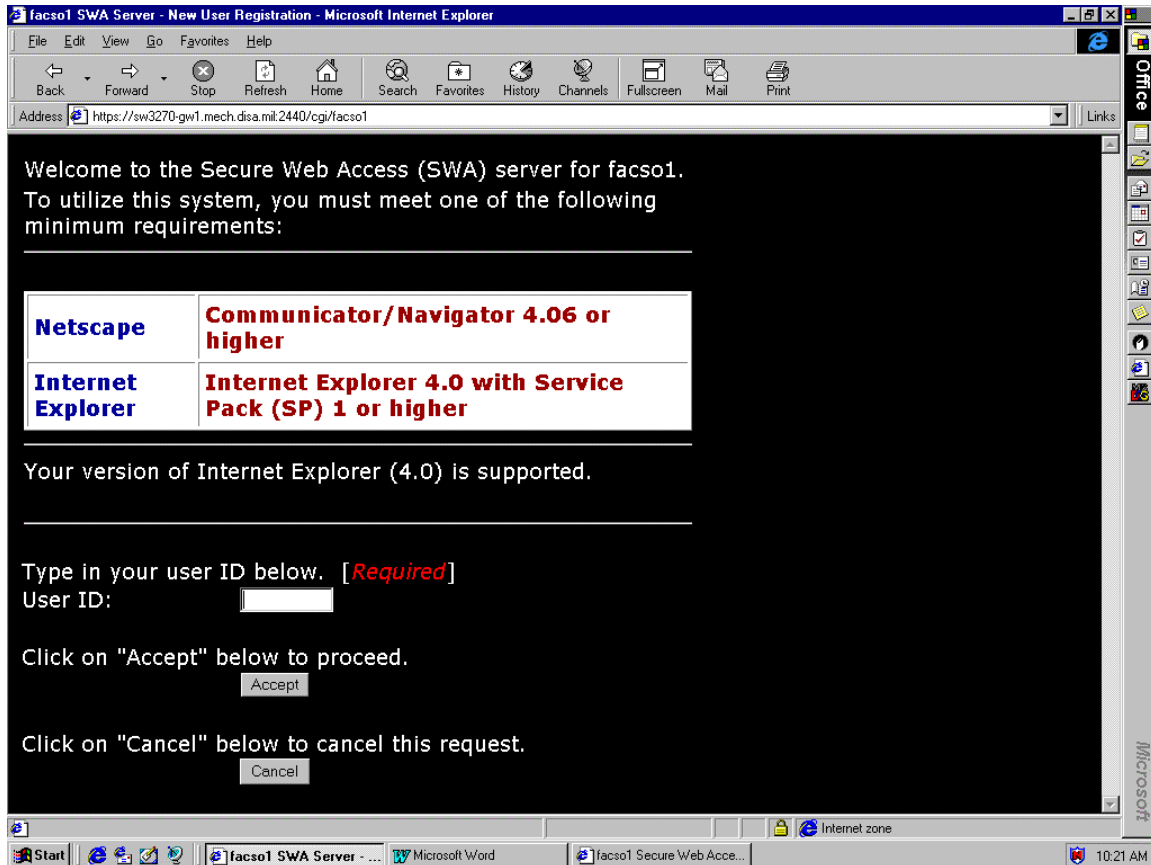 facso1 SWA Server - New User Registration - Microsoft Internet Explorer
File Edit View Go Favorites Help
Back Forward Stop Refresh Home Search Favorites History Channels Fullscreen Mail Print
Address https://sw3270-gw1.mech.disa.mil:2440/cgi/facso1 Links
Office
Welcome to the Secure Web Access (SWA) server for facso1.
To utilize this system, you must meet one of the following
minimum requirements:
Netscape
Communicator/Navigator 4.06 or
higher
Internet
Explorer
Internet Explorer 4.0 with Service
Pack (SP) 1 or higher
Your version of Internet Explorer (4.0) is supported.
Type in your user ID below. [Required]
User ID:
Click on "Accept" below to proceed.
Accept
Click on "Cancel" below to cancel this request.
Cancel
Microsoft
Internet zone
Start facso1 SWA Server - ... Microsoft Word facso1 Secure Web Acce... 10:21 AM